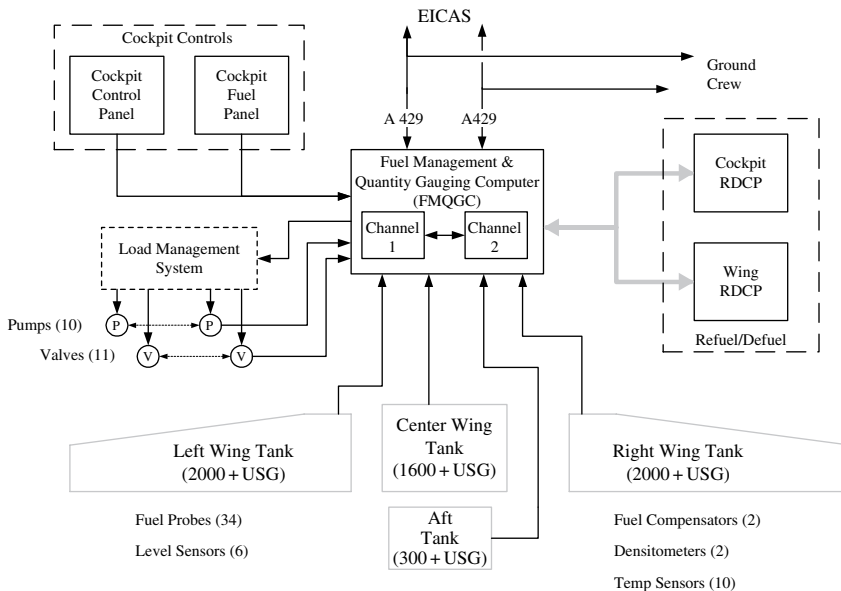 EICAS
Cockpit Controls
Cockpit
Control
Panel
Cockpit
Fuel
Panel
Ground
Crew
A 429
A429
Fuel Management &
Quantity Gauging Computer
(FMQGC)
Channel
1
Channel
2
Cockpit
RDCP
Wing
RDCP
Refuel/Defuel
Load Management
System
Pumps (10)
P
P
Valves (11)
V
V
Left Wing Tank
(2000 + USG)
Center Wing
Tank
(1600 + USG)
Right Wing Tank
(2000 + USG)
Aft
Tank
(300 + USG)
Fuel Probes (34)
Level Sensors (6)
Fuel Compensators (2)
Densitometers (2)
Temp Sensors (10)